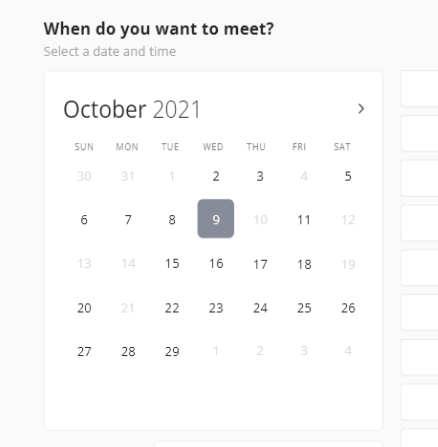 When do you want to meet?
Select a date and time
October 2021
SUN MON TUE WED THU FRI SAT
30 31 1 2 3 4 5
6 7 8 9 10 11 12
13 14 15 16 17 18 19
20 21 22 23 24 25 26
27 28 29 1 2 3 4